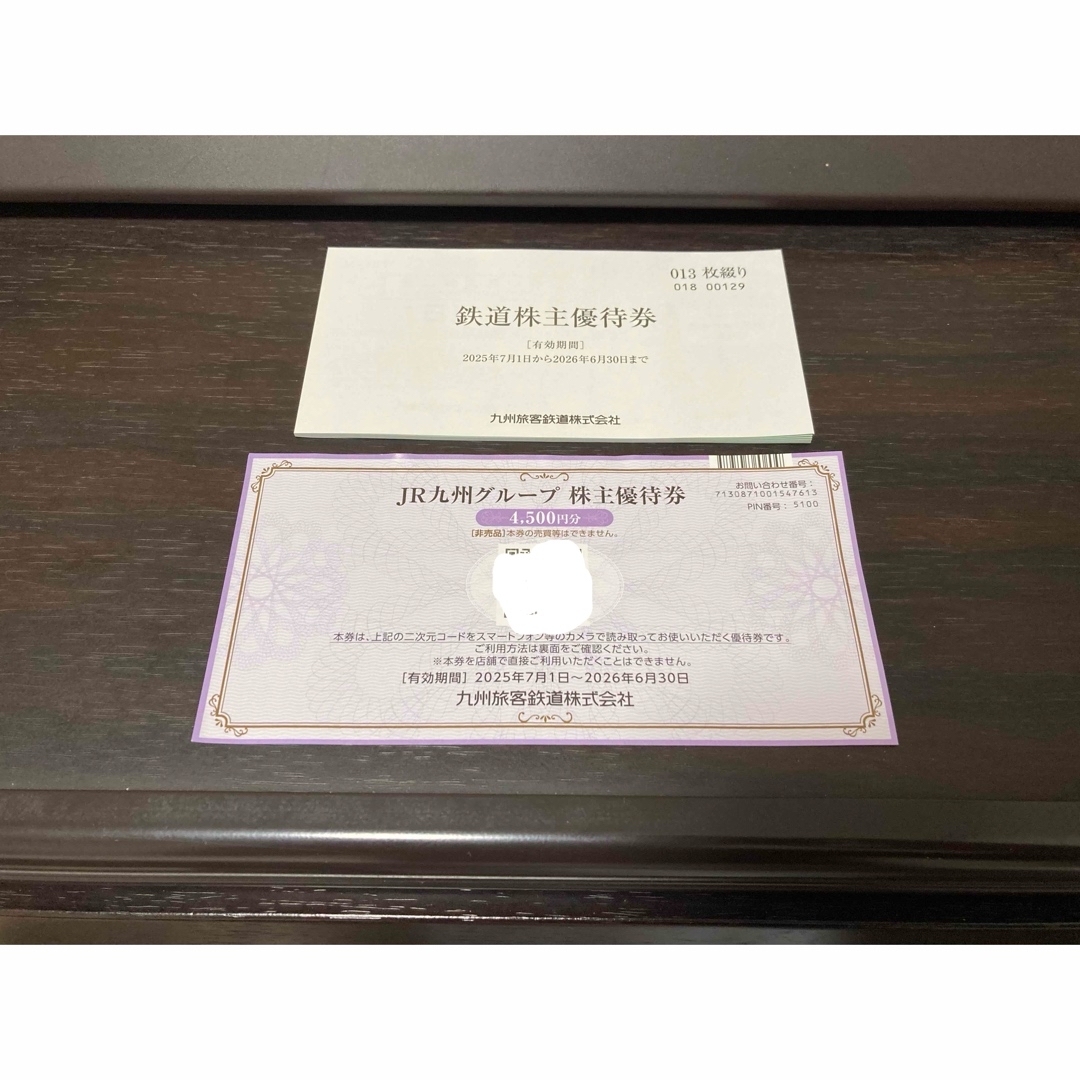 013 枚綴り
018 00129
鉄道株主優待券
［有効期間］
2025年7月1日から2026年6月30日まで
九州旅客鉄道株式会社
JR九州グループ 株主優待券
お問い合わせ番号：
7130871001547613
PIN番号： 5100
4,500円分
［非売品］本券の売買等はできません。
本券は、上記の二次元コードをスマートフォン等のカメラで読み取ってお使いいただく優待券です。
ご利用方法は裏面をご確認ください。
※本券を店舗で直接ご利用いただくことはできません。
［有効期間］2025年7月1日～2026年6月30日
九州旅客鉄道株式会社